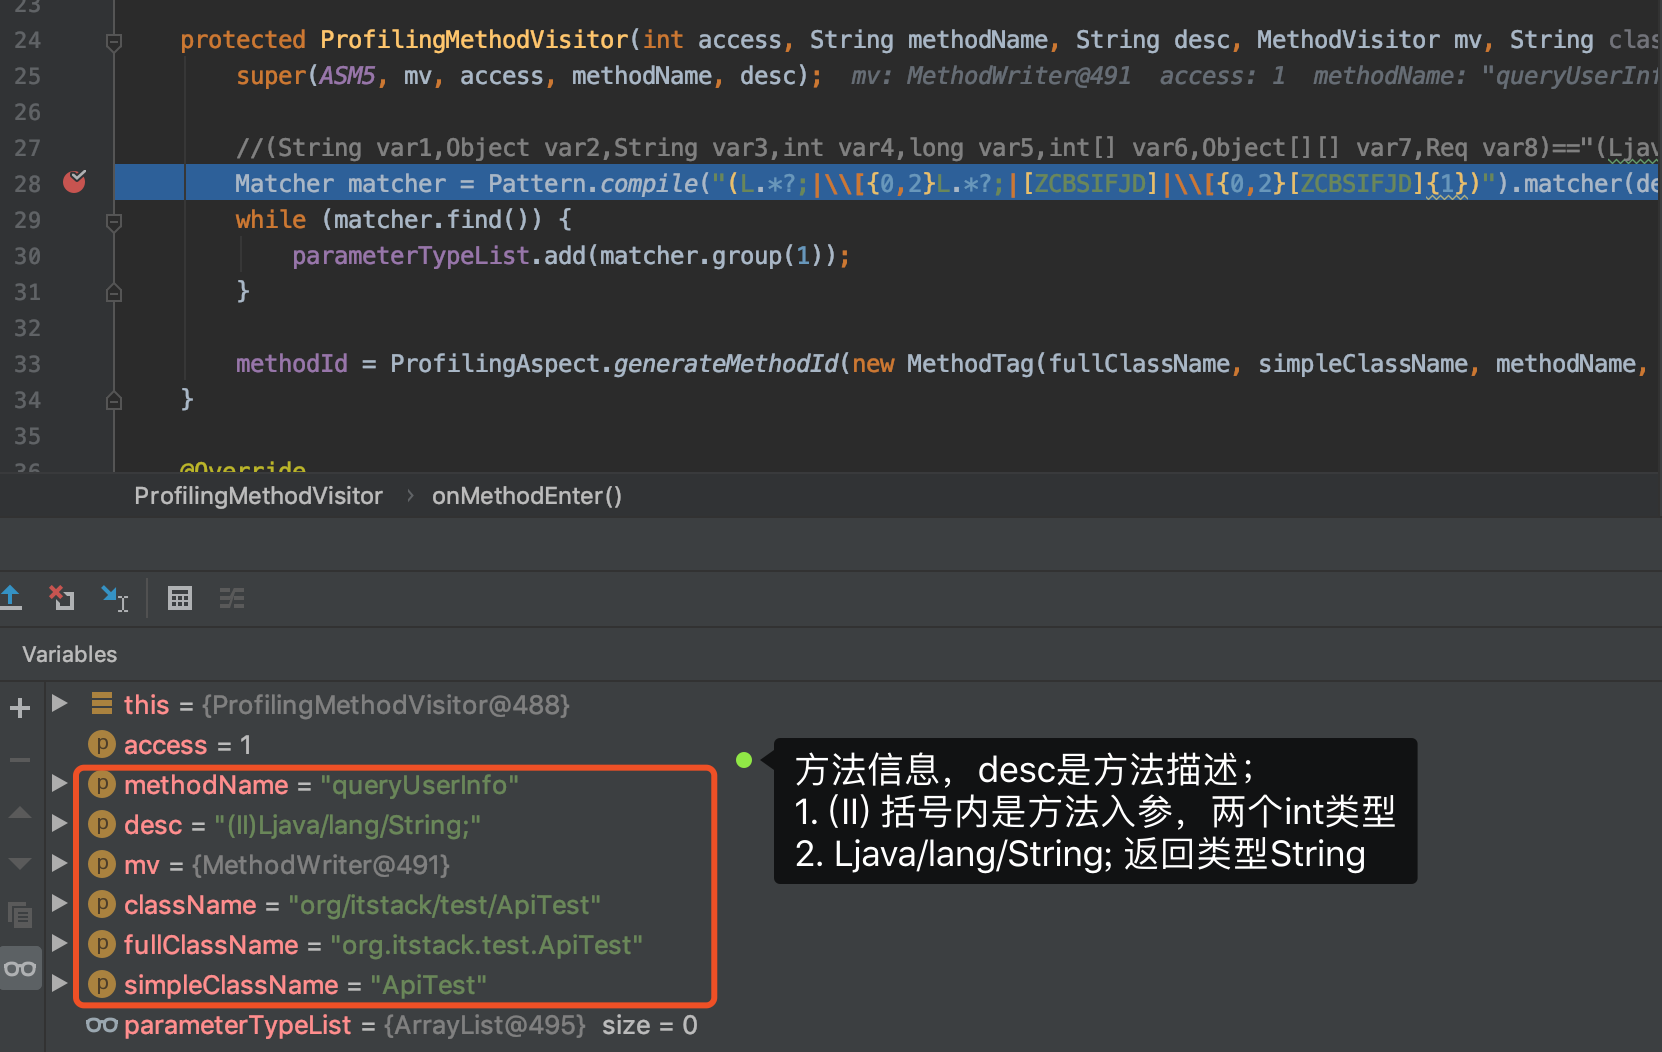 23
24 protected ProfilingMethodVisitor(int access, String methodName, String desc, MethodVisitor mv, String clas
25 super(ASM5, mv, access, methodName, desc); mv: MethodWriter@491 access: 1 methodName: "queryUserInf
26
27 //(String var1,Object var2,String var3,int var4,long var5,int[] var6,Object[][] var7,Req var8)=="(Ljav
28 Matcher matcher = Pattern.compile("(L.*?;|\\[{0,2}L.*?;|[ZCBSIFJD]|\\[{0,2}[ZCBSIFJD]{1})").matcher(de
29 while (matcher.find()) {
30 parameterTypeList.add(matcher.group(1));
31 }
32
33 methodId = ProfilingAspect.generateMethodId(new MethodTag(fullClassName, simpleClassName, methodName,
34 }
35
36 @Override
ProfilingMethodVisitor › onMethodEnter()
Variables
this = {ProfilingMethodVisitor@488}
p access = 1
p methodName = "queryUserInfo"
p desc = "(II)Ljava/lang/String;"
p mv = {MethodWriter@491}
p className = "org/itstack/test/ApiTest"
p fullClassName = "org.itstack.test.ApiTest"
p simpleClassName = "ApiTest"
parameterTypeList = {ArrayList@495} size = 0
方法信息，desc是方法描述；
1. (II) 括号内是方法入参，两个int类型
2. Ljava/lang/String; 返回类型String